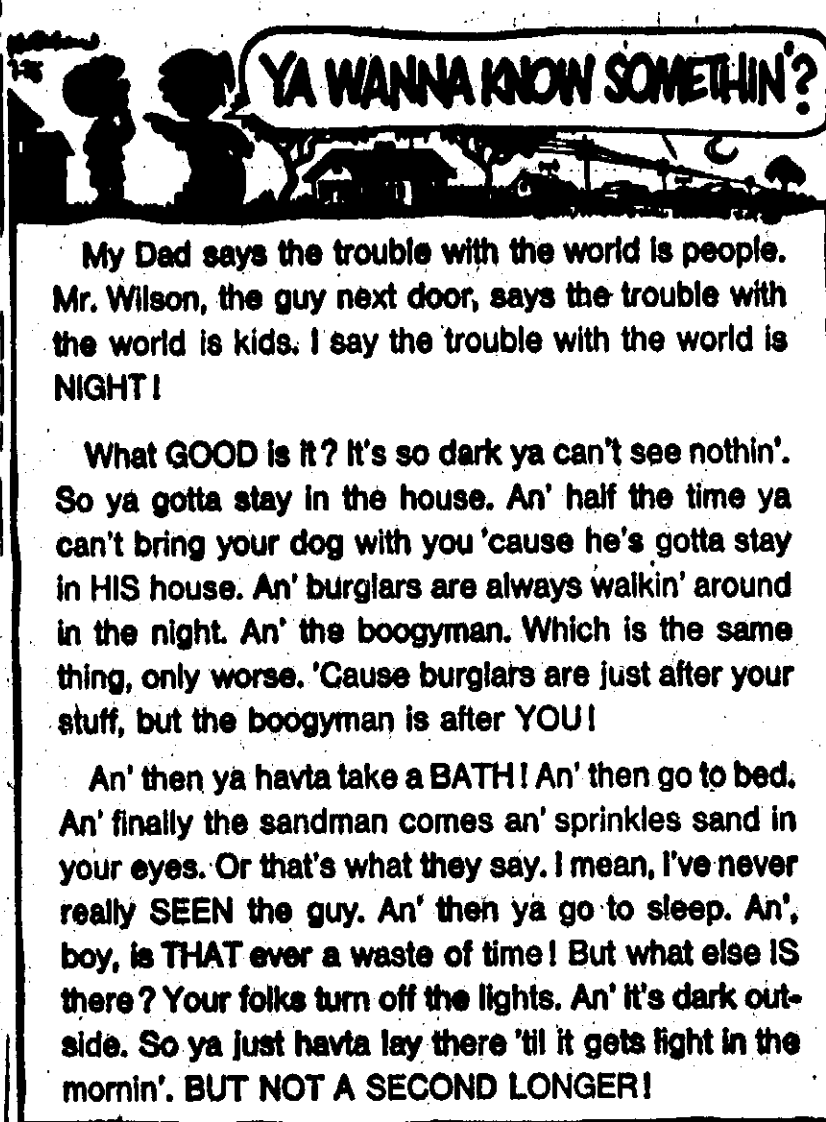 YA WANNA KNOW SOMETHIN'?
My Dad says the trouble with the world is people.
Mr. Wilson, the guy next door, says the trouble with
the world is kids. I say the trouble with the world is
NIGHT!
What GOOD is it? It's so dark ya can't see nothin'.
So ya gotta stay in the house. An' half the time ya
can't bring your dog with you 'cause he's gotta stay
in HIS house. An' burglars are always walkin' around
in the night. An' the boogyman. Which is the same
thing, only worse. 'Cause burglars are just after your
stuff, but the boogyman is after YOU!
An' then ya havta take a BATH! An' then go to bed.
An' finally the sandman comes an' sprinkles sand in
your eyes. Or that's what they say. I mean, I've never
really SEEN the guy. An' then ya go to sleep. An',
boy, is THAT ever a waste of time! But what else IS
there? Your folks turn off the lights. An' it's dark out-
side. So ya just havta lay there 'til it gets light in the
mornin'. BUT NOT A SECOND LONGER!